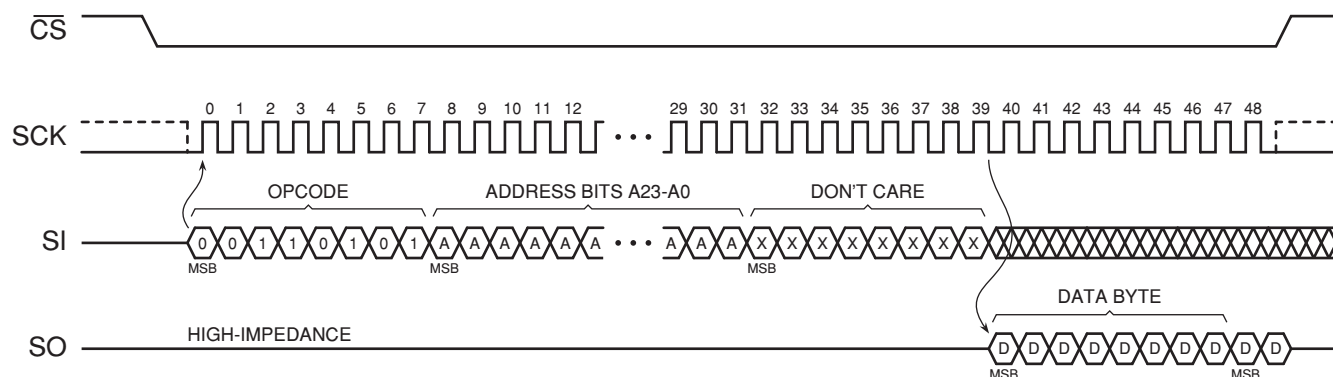 CS
0 1 2 3 4 5 6 7 8 9 10 11 12 29 30 31 32 33 34 35 36 37 38 39 40 41 42 43 44 45 46 47 48
SCK
OPCODE ADDRESS BITS A23-A0 DON'T CARE
SI 0 0 1 1 0 1 0 1 A A A A A A A A A X X X X X X X X
MSB MSB MSB
DATA BYTE
HIGH-IMPEDANCE
SO D D D D D D D D D D
MSB MSB